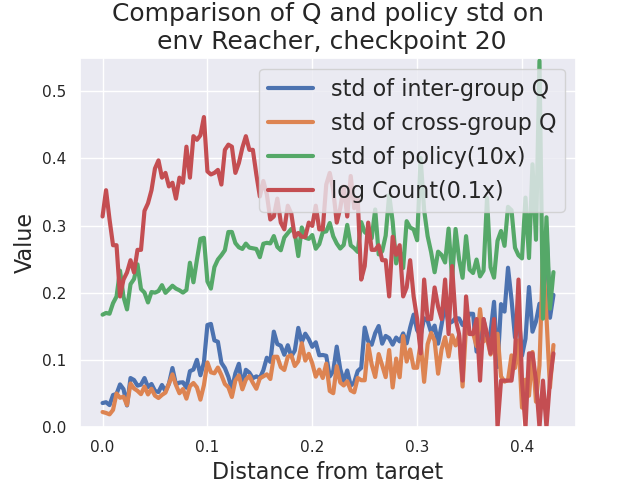 Comparison of Q and policy std on
env Reacher, checkpoint 20
0.5
0.4
0.3
0.2
0.1
0.0
Value
std of inter-group Q
std of cross-group Q
std of policy(10x)
log Count(0.1x)
0.0 0.1 0.2 0.3 0.4
Distance from target